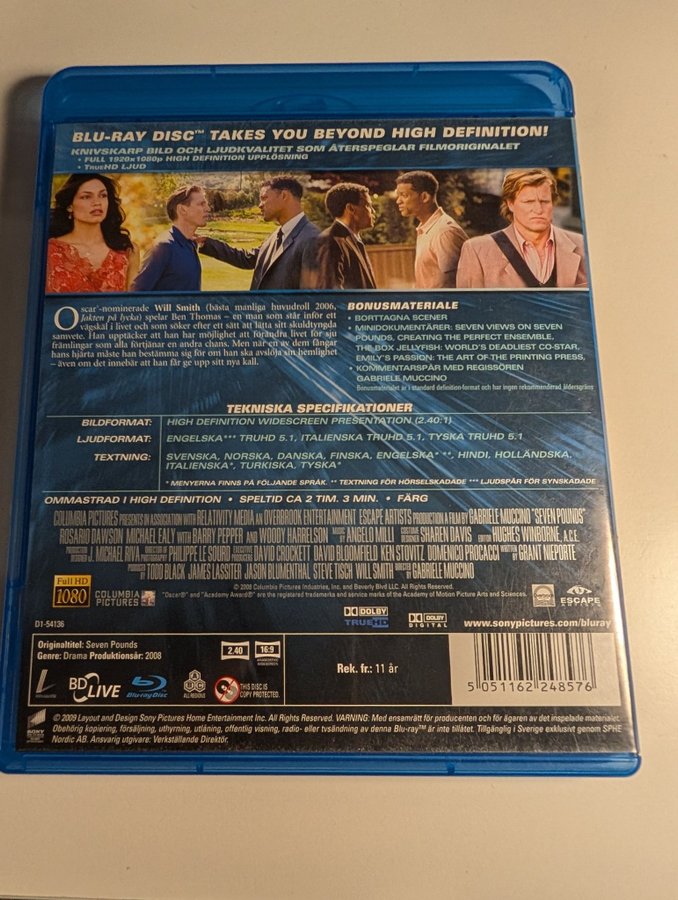 BLU-RAY DISC™ TAKES YOU BEYOND HIGH DEFINITION!
KNIVSKARP BILD OCH LJUDKVALITET SOM ÅTERSPEGLAR FILMORIGINALET
• FULL 1920x1080p HIGH DEFINITION UPPLÖSNING
• TrueHD LJUD
Oscar®-nominerade Will Smith (bästa manliga huvudroll 2006,
Jakten på lycka) spelar Ben Thomas – en man som står inför ett
vägskäl i livet och som söker efter ett sätt att lätta sitt skuldtyngda
samvete. Han upptäcker att han har möjlighet att förändra livet för sju
främlingar som alla förtjänar en andra chans. Men när en av dem fångar
hans hjärta måste han bestämma sig för om han ska avslöja sin hemlighet
– även om det innebär att han får ge upp sitt nya kall.
BONUSMATERIALE
• BORTTAGNA SCENER
• MINIDOKUMENTÄRER: SEVEN VIEWS ON SEVEN
POUNDS, CREATING THE PERFECT ENSEMBLE,
THE BOX JELLYFISH: WORLD'S DEADLIEST CO-STAR,
EMILY'S PASSION: THE ART OF THE PRINTING PRESS,
• KOMMENTARSPÅR MED REGISSÖREN
GABRIELE MUCCINO
Bonusmaterialet är i standard definition-format och har ingen rekommenderad åldersgräns
TEKNISKA SPECIFIKATIONER
BILDFORMAT: HIGH DEFINITION WIDESCREEN PRESENTATION (2.40:1)
LJUDFORMAT: ENGELSKA*** TRUHD 5.1, ITALIENSKA TRUHD 5.1, TYSKA TRUHD 5.1
TEXTNING: SVENSKA, NORSKA, DANSKA, FINSKA, ENGELSKA* **, HINDI, HOLLÄNDSKA,
ITALIENSKA*, TURKISKA, TYSKA*
* MENYERNA FINNS PÅ FÖLJANDE SPRÅK. ** TEXTNING FÖR HÖRSELSKADADE *** LJUDSPÅR FÖR SYNSKADADE
OMMASTRAD I HIGH DEFINITION • SPELTID CA 2 TIM. 3 MIN. • FÄRG
COLUMBIA PICTURES PRESENTS IN ASSOCIATION WITH RELATIVITY MEDIA AN OVERBROOK ENTERTAINMENT ESCAPE ARTISTS PRODUCTION A FILM BY GABRIELE MUCCINO "SEVEN POUNDS"
ROSARIO DAWSON MICHAEL EALY WITH BARRY PEPPER AND WOODY HARRELSON MUSIC BY ANGELO MILLI COSTUME DESIGNER SHAREN DAVIS EDITOR HUGHES WINBORNE, A.C.E.
PRODUCTION DESIGNER J. MICHAEL RIVA DIRECTOR OF PHOTOGRAPHY PHILIPPE LE SOURD EXECUTIVE PRODUCERS DAVID CROCKETT DAVID BLOOMFIELD KEN STOVITZ DOMENICO PROCACCI WRITTEN BY GRANT NIEPORTE
PRODUCED BY TODD BLACK JAMES LASSITER JASON BLUMENTHAL STEVE TISCH WILL SMITH DIRECTED BY GABRIELE MUCCINO
Full HD
1080
COLUMBIA
PICTURES
© 2008 Columbia Pictures Industries, Inc. and Beverly Blvd LLC. All Rights Reserved.
"Oscar®" and "Academy Award®" are the registered trademarks and service marks of the Academy of Motion Picture Arts and Sciences.
ESCAPE
D1-54136
DOLBY
TRUEHD
DOLBY
DIGITAL
www.sonypictures.com/bluray
Originaltitel: Seven Pounds
Genre: Drama Produktionsår: 2008
2.40
16:9
BD LIVE
Blu-ray Disc
ABC
ALL REGIONS
THIS DISC IS
COPY PROTECTED.
Rek. fr.: 11 år
5 051162 248576
SONY
© 2009 Layout and Design Sony Pictures Home Entertainment Inc. All Rights Reserved. VARNING: Med ensamrätt för producenten och för ägaren av det inspelade materialet.
Obehörig kopiering, försäljning, uthyrning, utlåning, offentlig visning, radio- eller tvsändning av denna Blu-ray™ är inte tillåtet. Tillgänglig i Sverige exklusivt genom SPHE
Nordic AB. Ansvarig utgivare: Verkställande Direktör.